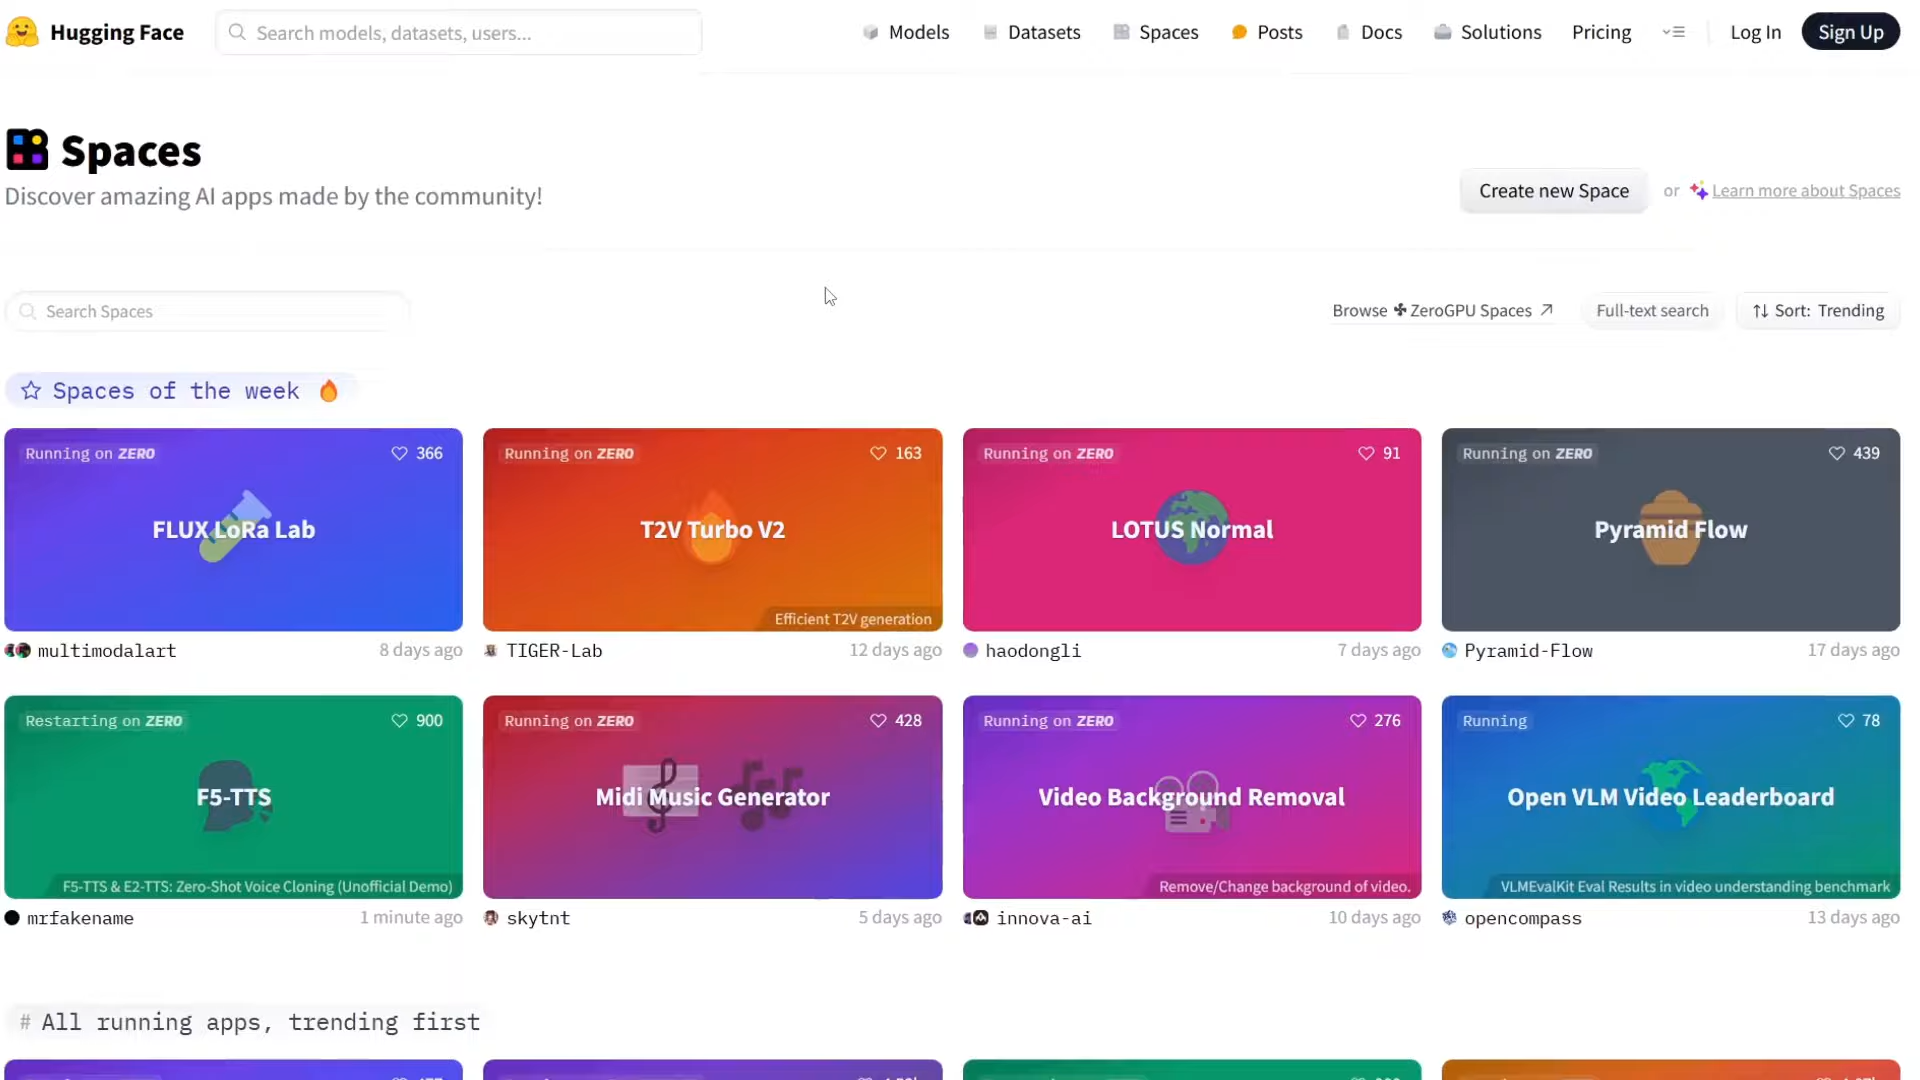 Hugging Face
Search models, datasets, users...
Models
Datasets
Spaces
Posts
Docs
Solutions
Pricing
Log In
Sign Up
Spaces
Discover amazing AI apps made by the community!
Create new Space
or
Learn more about Spaces
Search Spaces
Browse ZeroGPU Spaces
Full-text search
Sort: Trending
Spaces of the week
Running on ZERO
366
FLUX LoRa Lab
multimodalart
8 days ago
Running on ZERO
163
T2V Turbo V2
Efficient T2V generation
TIGER-Lab
12 days ago
Running on ZERO
91
LOTUS Normal
haodongli
7 days ago
Running on ZERO
439
Pyramid Flow
Pyramid-Flow
17 days ago
Restarting on ZERO
900
F5-TTS
F5-TTS & E2-TTS: Zero-Shot Voice Cloning (Unofficial Demo)
mrfakename
1 minute ago
Running on ZERO
428
Midi Music Generator
skytnt
5 days ago
Running on ZERO
276
Video Background Removal
Remove/Change background of video.
innova-ai
10 days ago
Running
78
Open VLM Video Leaderboard
VLMEvalKit Eval Results in video understanding benchmark
opencompass
13 days ago
# All running apps, trending first